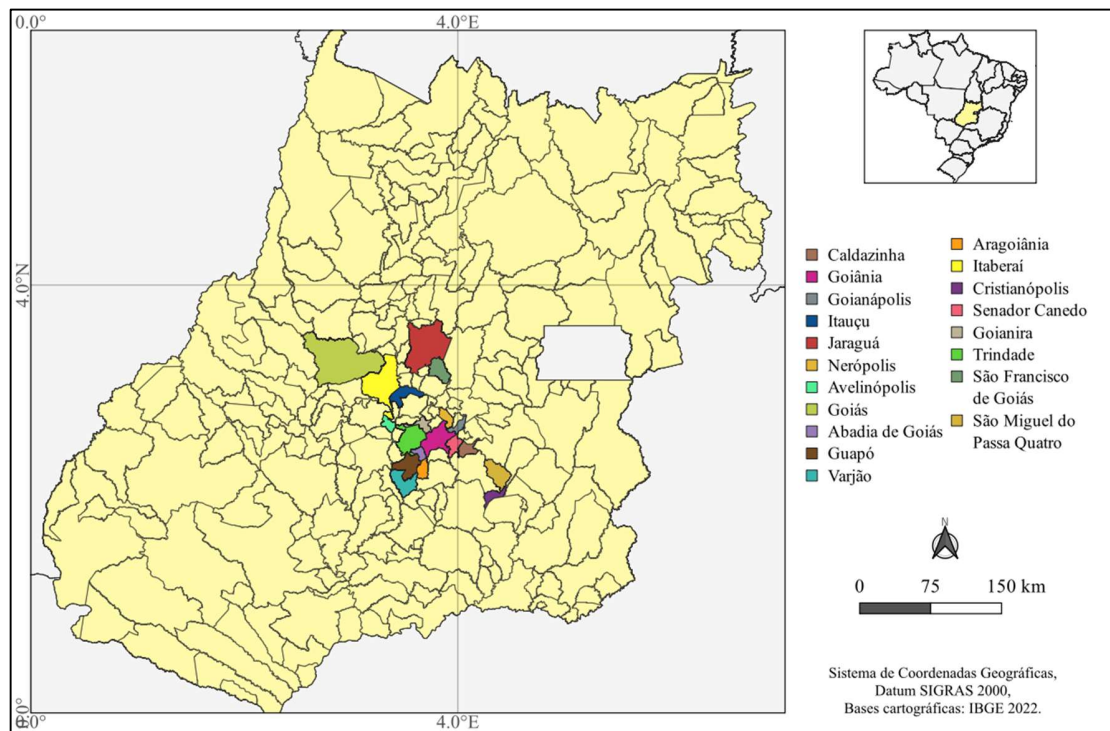 0.0°
4.0°E
4.0°N
0.0°
0.0°
4.0°E
Caldazinha
Goiânia
Goianápolis
Itauçu
Jaraguá
Nerópolis
Avelinópolis
Goiás
Abadia de Goiás
Guapó
Varjão
Aragoiânia
Itaberaí
Cristianópolis
Senador Canedo
Goianira
Trindade
São Francisco
de Goiás
São Miguel do
Passa Quatro
N
0 75 150 km
Sistema de Coordenadas Geográficas,
Datum SIGRAS 2000,
Bases cartográficas: IBGE 2022.